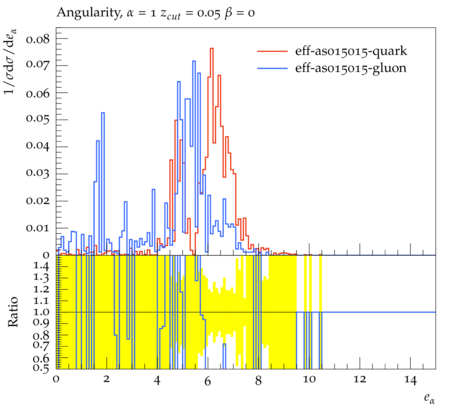 Angularity, α = 1 z_cut = 0.05 β = 0
eff-as015015-quark
eff-as015015-gluon
1/σdσ/de_α
0.08
0.07
0.06
0.05
0.04
0.03
0.02
0.01
0
Ratio
1.4
1.3
1.2
1.1
1.0
0.9
0.8
0.7
0.6
0.5
0 2 4 6 8 10 12 14
e_α